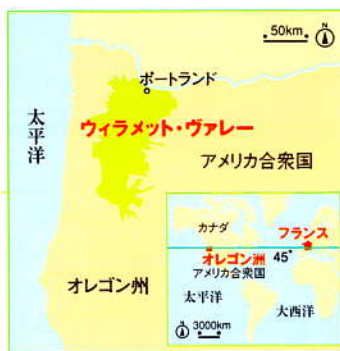 50km
N
ポートランド
太平洋
ウィラメット・ヴァレー
アメリカ合衆国
オレゴン州
カナダ
フランス
オレゴン洲
45°
アメリカ合衆国
太平洋
大西洋
N
3000km